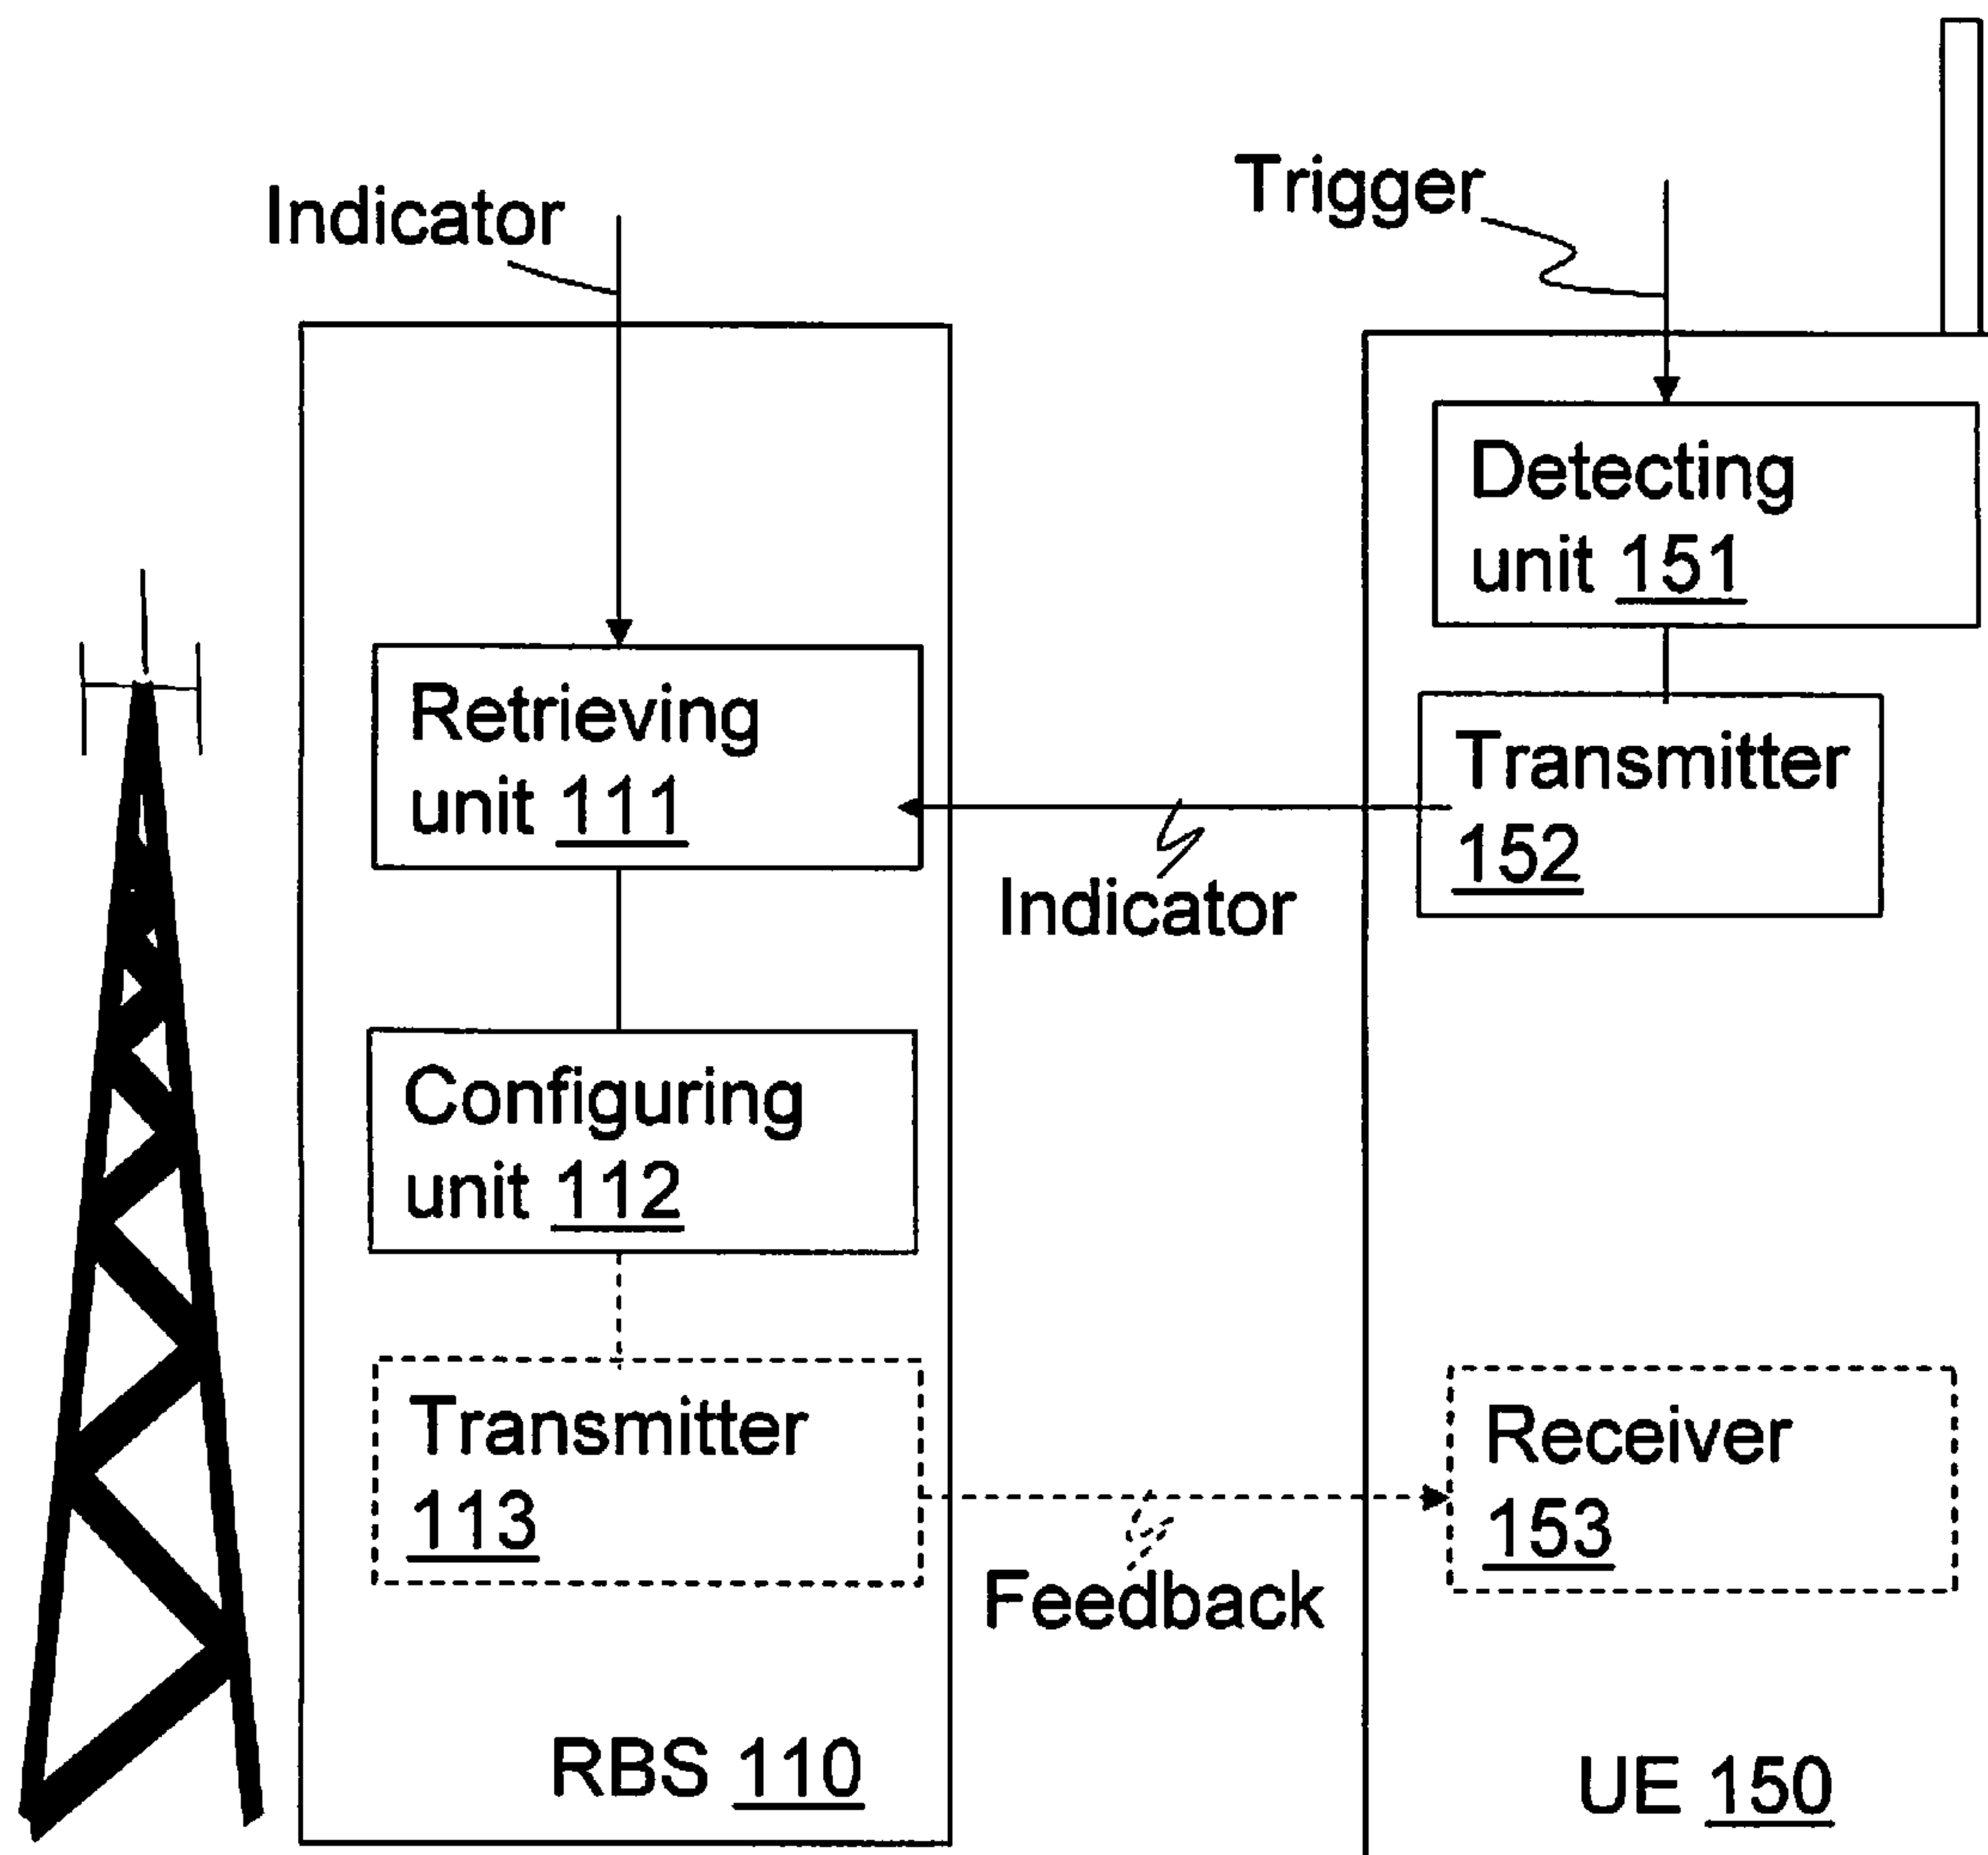 Indicator
Trigger
Detecting
unit 151
Retrieving
unit 111
Transmitter
152
Indicator
Configuring
unit 112
Transmitter
113
Receiver
153
Feedback
RBS 110
UE 150